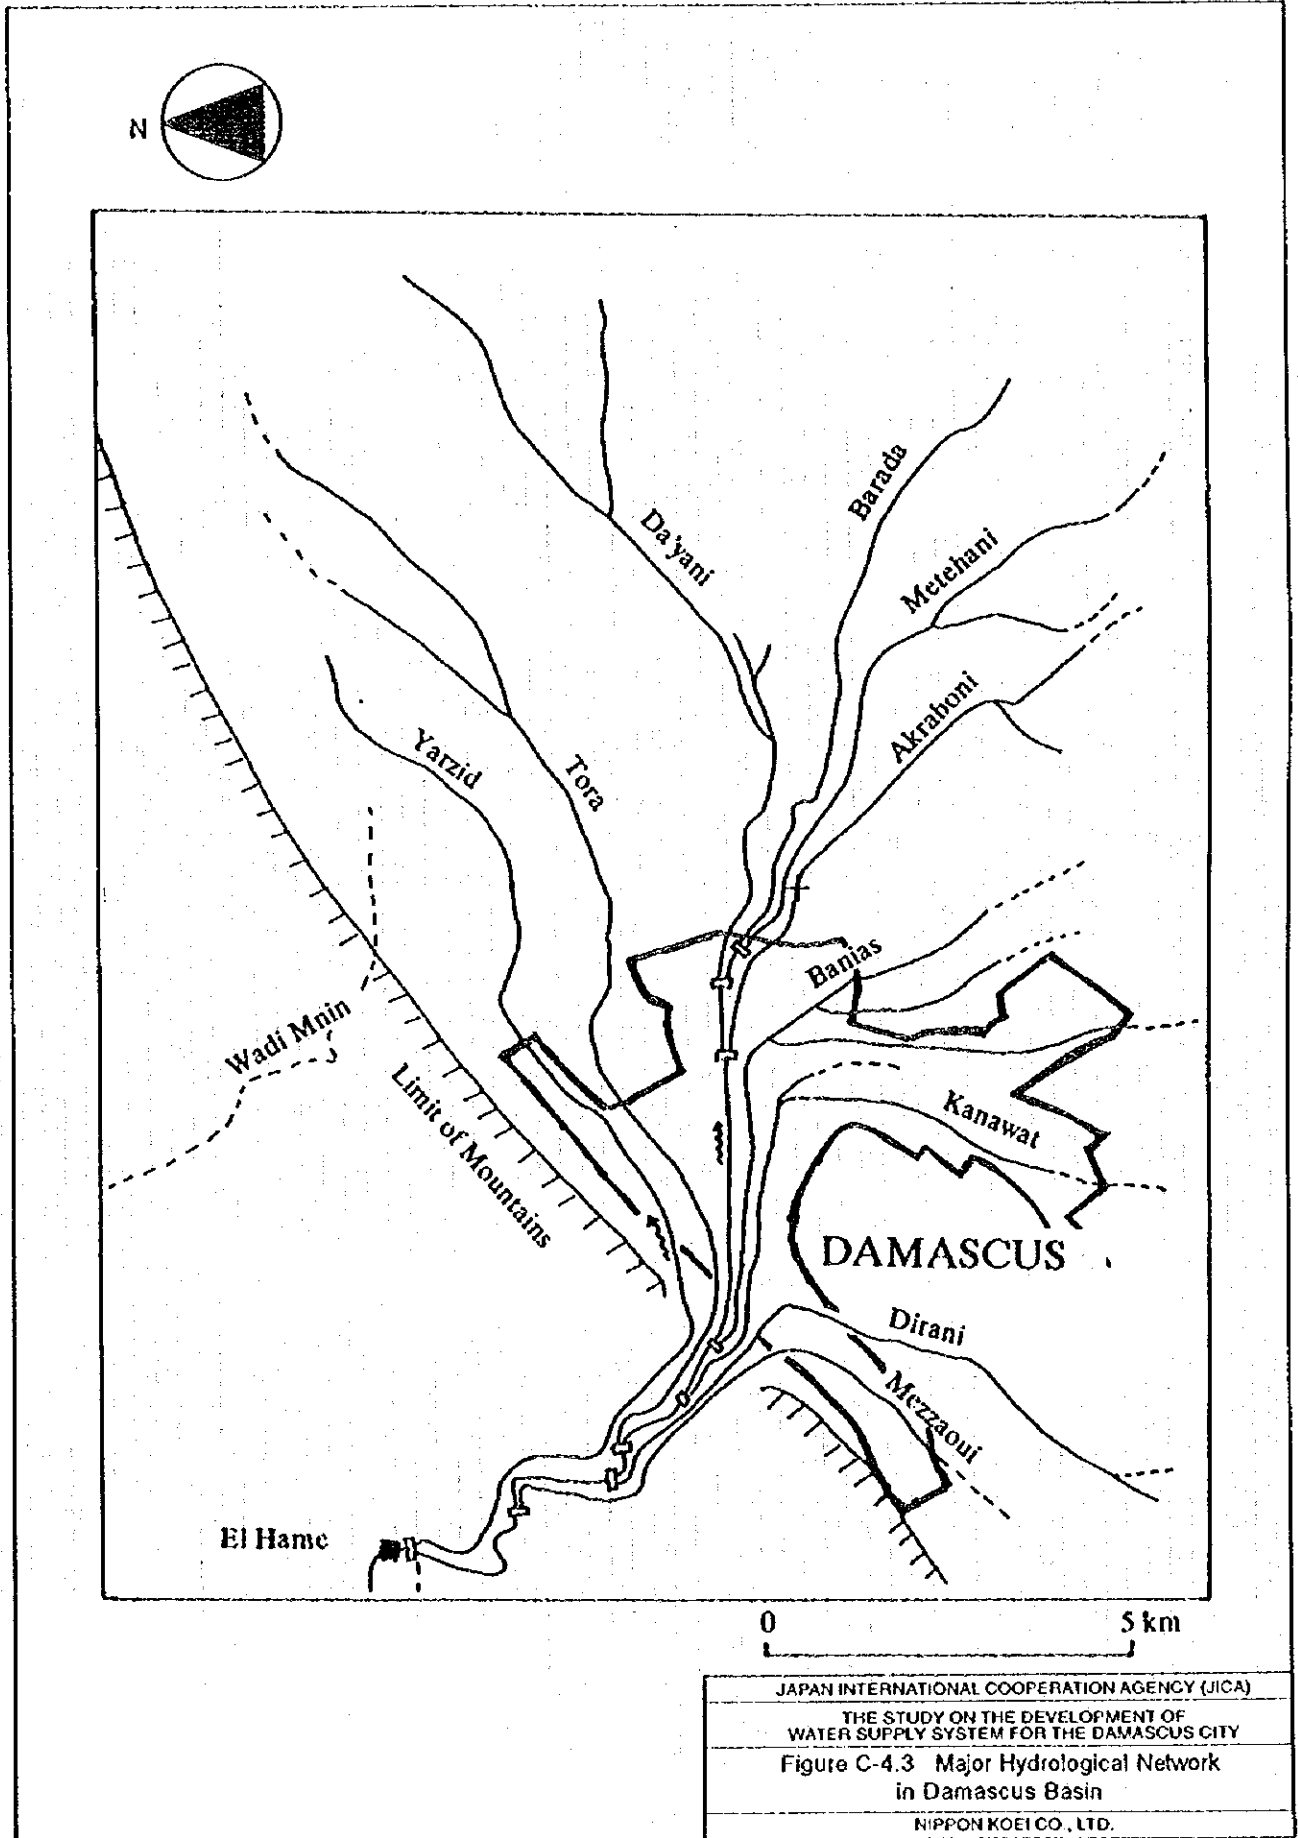 N
Da'yani
Barada
Metehani
Akraboni
Yarzid
Tora
Banias
Wadi Mnin
Limit of Mountains
Kanawat
DAMASCUS
Dirani
Mezzaoui
El Hame
0 5 km
JAPAN INTERNATIONAL COOPERATION AGENCY (JICA)
THE STUDY ON THE DEVELOPMENT OF
WATER SUPPLY SYSTEM FOR THE DAMASCUS CITY
Figure C-4.3 Major Hydrological Network
in Damascus Basin
NIPPON KOEI CO., LTD.